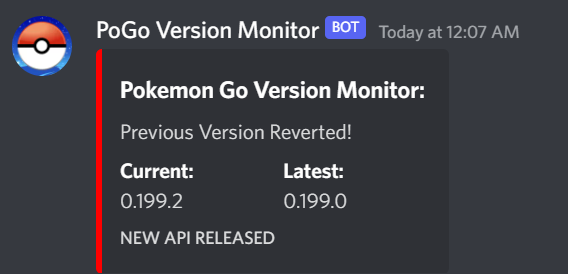 PoGo Version Monitor BOT Today at 12:07 AM
Pokemon Go Version Monitor:
Previous Version Reverted!
Current: Latest:
0.199.2 0.199.0
NEW API RELEASED